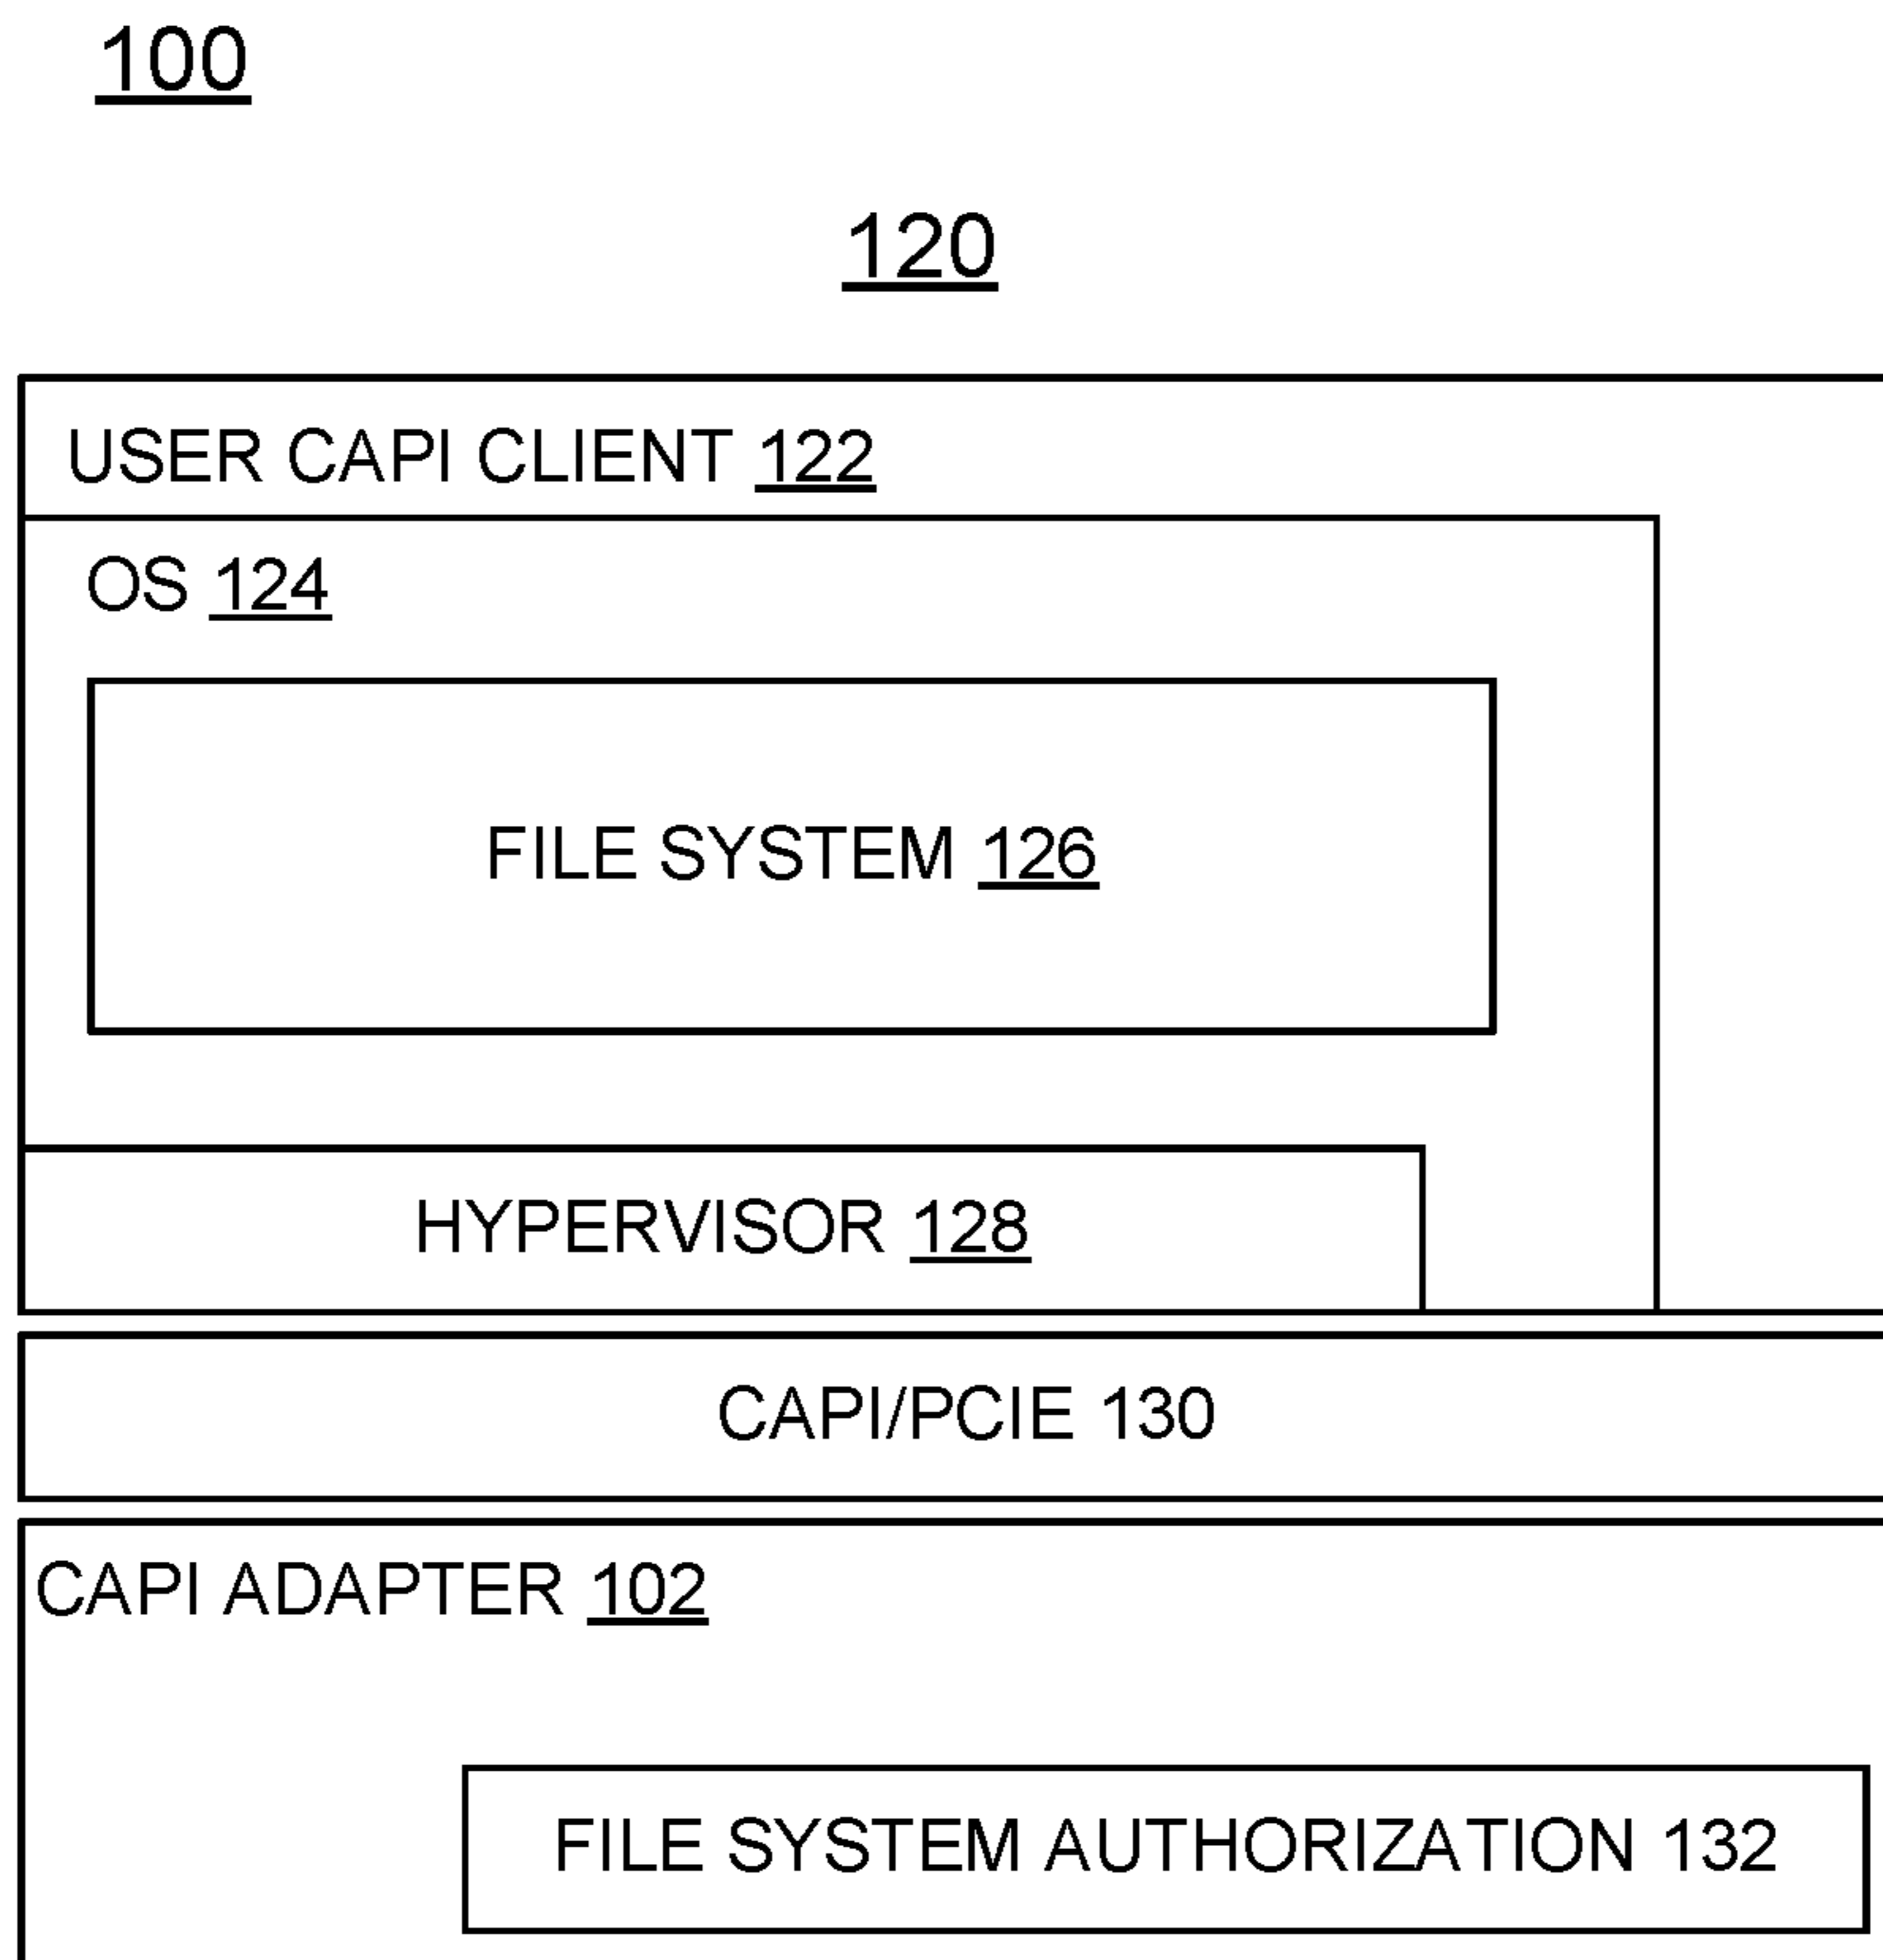 100
120
USER CAPI CLIENT 122
OS 124
FILE SYSTEM 126
HYPERVISOR 128
CAPI/PCIE 130
CAPI ADAPTER 102
FILE SYSTEM AUTHORIZATION 132